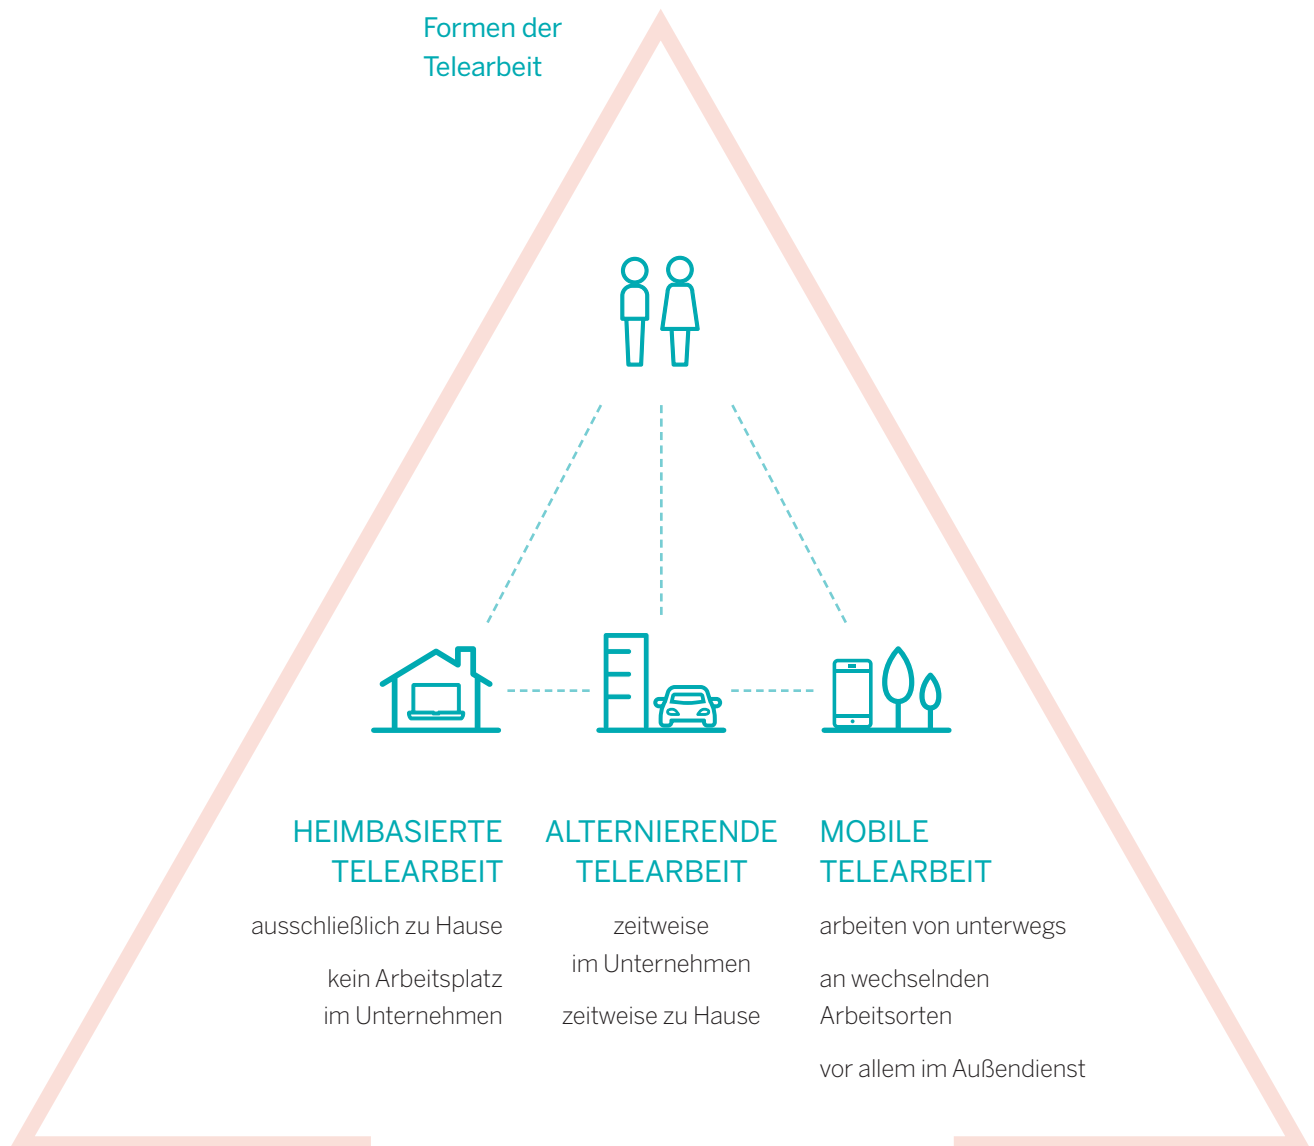 Formen der
Telearbeit
HEIMBASIERTE
TELEARBEIT
ausschließlich zu Hause
kein Arbeitsplatz
im Unternehmen
ALTERNIERENDE
TELEARBEIT
zeitweise
im Unternehmen
zeitweise zu Hause
MOBILE
TELEARBEIT
arbeiten von unterwegs
an wechselnden
Arbeitsorten
vor allem im Außendienst